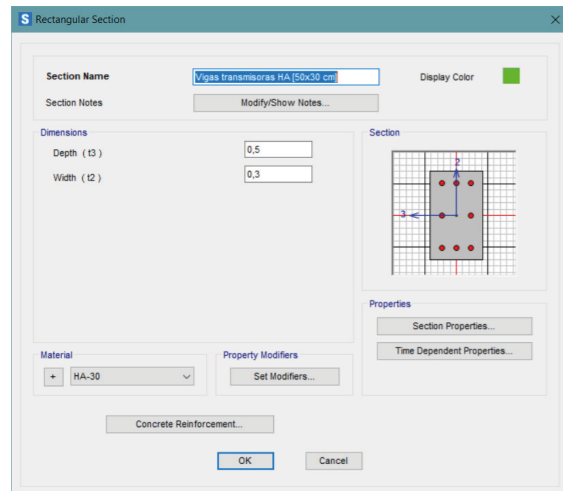 S Rectangular Section
Section Name Vigas transmisoras HA [50x30 cm] Display Color
Section Notes Modify/Show Notes...
Dimensions
Depth ( t3 ) 0,5
Width ( t2 ) 0,3
Section
2
3
Properties
Section Properties...
Time Dependent Properties...
Material
+ HA-30
Property Modifiers
Set Modifiers...
Concrete Reinforcement...
OK Cancel